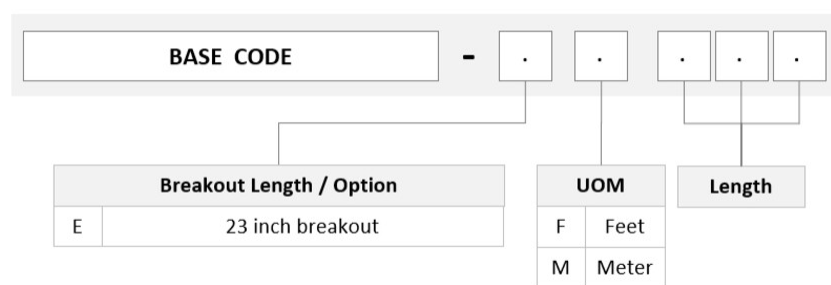 BASE CODE - . . . . .
Breakout Length / Option UOM Length
E 23 inch breakout F Feet
M Meter